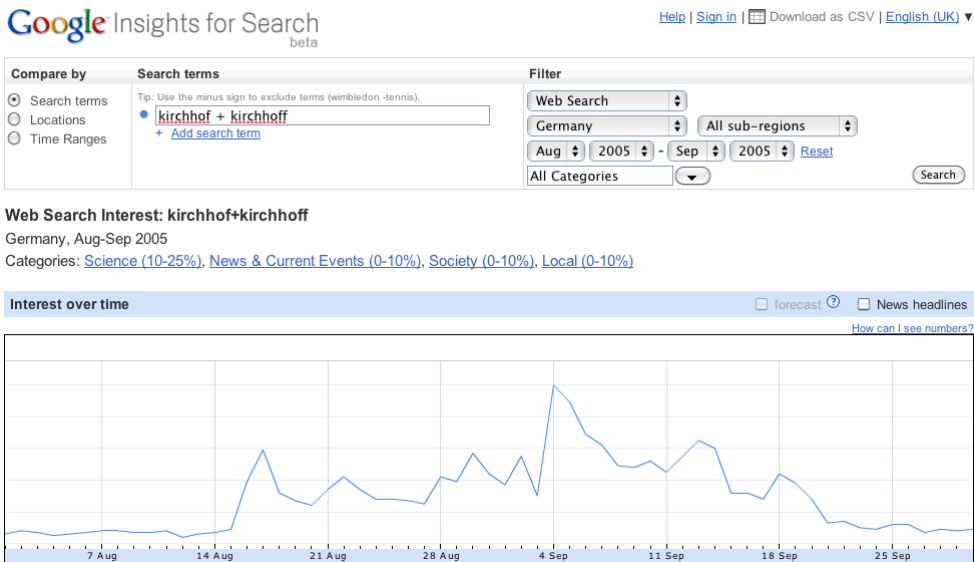 Google Insights for Search
beta
Help | Sign in | Download as CSV | English (UK) ▼
Compare by
Search terms
Locations
Time Ranges
Search terms
Tip: Use the minus sign to exclude terms (wimbledon -tennis).
kirchhof + kirchhoff
+ Add search term
Filter
Web Search
Germany All sub-regions
Aug 2005 - Sep 2005 Reset
All Categories
Search
Web Search Interest: kirchhof+kirchhoff
Germany, Aug-Sep 2005
Categories: Science (10-25%), News & Current Events (0-10%), Society (0-10%), Local (0-10%)
Interest over time
forecast ? News headlines
How can I see numbers?
7 Aug 14 Aug 21 Aug 28 Aug 4 Sep 11 Sep 18 Sep 25 Sep